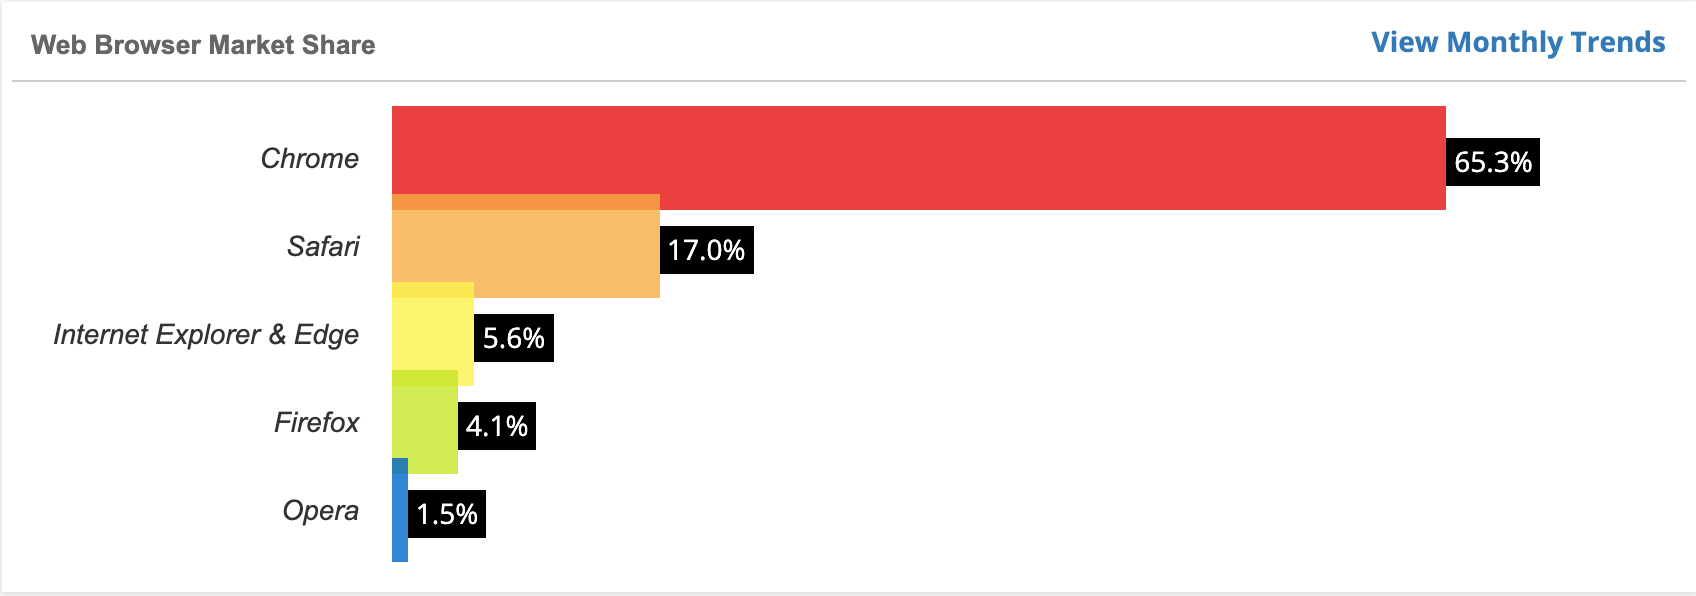 Web Browser Market Share
View Monthly Trends
Chrome
65.3%
Safari
17.0%
Internet Explorer & Edge
5.6%
Firefox
4.1%
Opera
1.5%